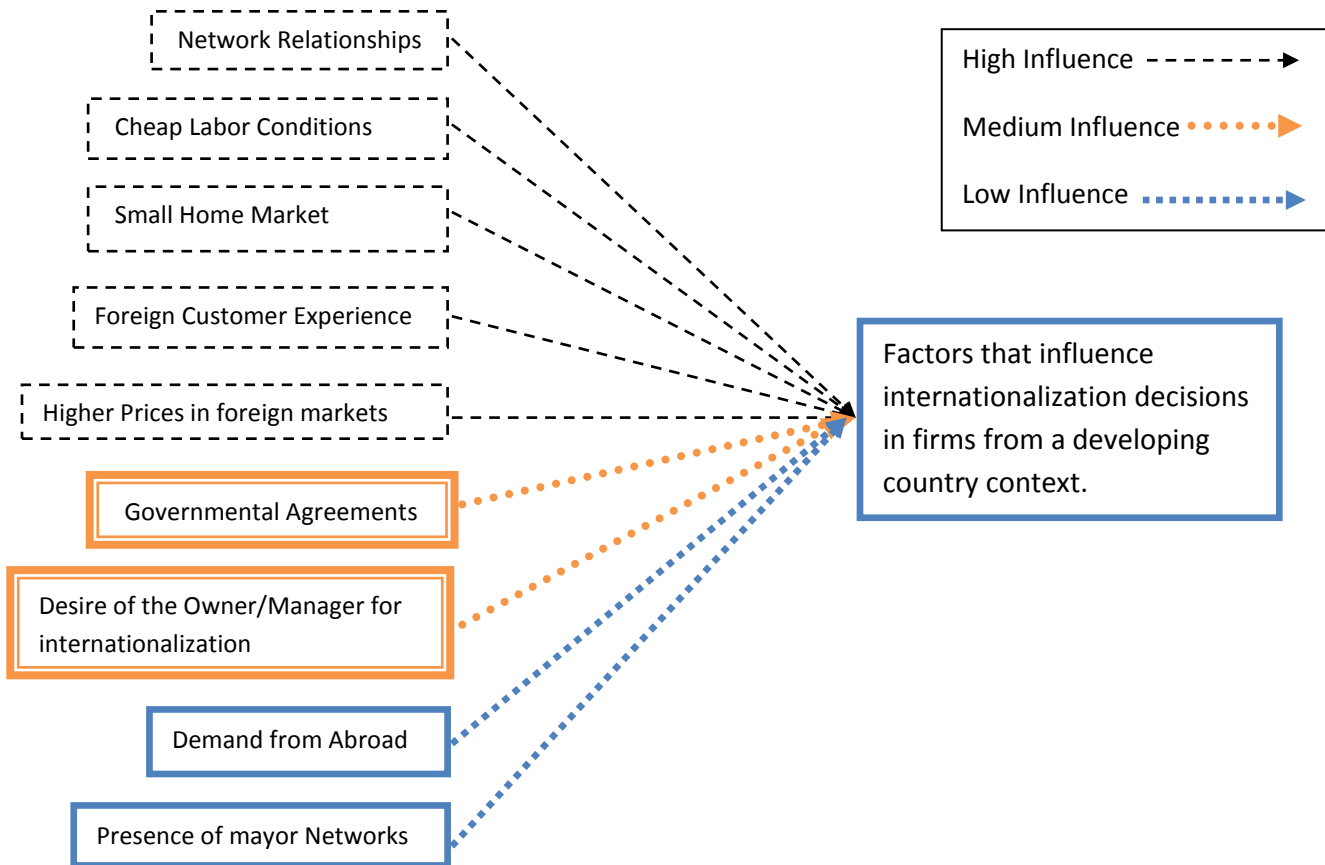 Network Relationships
Cheap Labor Conditions
Small Home Market
Foreign Customer Experience
Higher Prices in foreign markets
Governmental Agreements
Desire of the Owner/Manager for
internationalization
Demand from Abroad
Presence of mayor Networks
High Influence
Medium Influence
Low Influence
Factors that influence
internationalization decisions
in firms from a developing
country context.